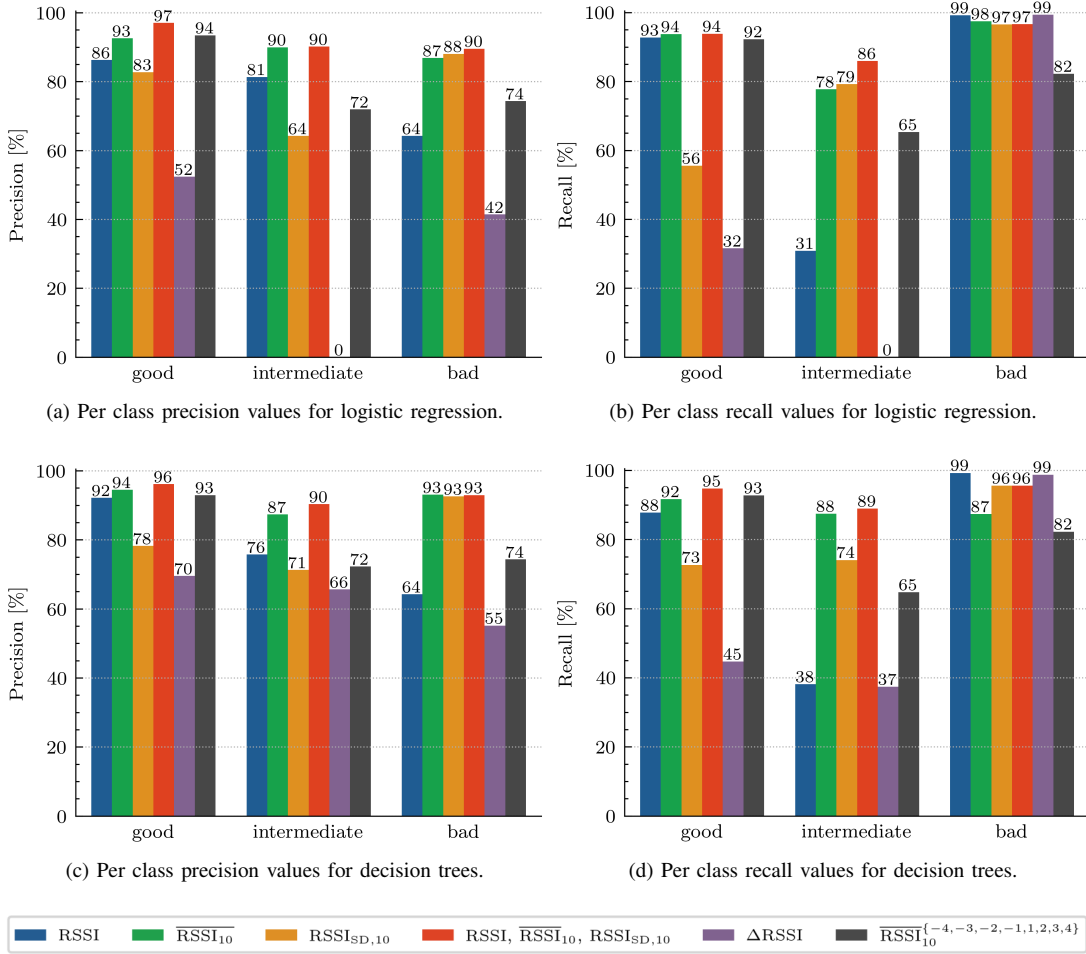 Precision [%]
100
80
60
40
20
0
86 93 83 97 52 94
81 90 64 90 0 72
64 87 88 90 42 74
good intermediate bad
(a) Per class precision values for logistic regression.
Recall [%]
100
80
60
40
20
0
93 94 56 94 32 92
31 78 79 86 0 65
99 98 97 97 99 82
good intermediate bad
(b) Per class recall values for logistic regression.
Precision [%]
100
80
60
40
20
0
92 94 78 96 70 93
76 87 71 90 66 72
64 93 93 93 55 74
good intermediate bad
(c) Per class precision values for decision trees.
Recall [%]
100
80
60
40
20
0
88 92 73 95 45 93
38 88 74 89 37 65
99 87 96 96 99 82
good intermediate bad
(d) Per class recall values for decision trees.
RSSI R̅S̅S̅I̅₁₀ RSSI_SD,10 RSSI, R̅S̅S̅I̅₁₀, RSSI_SD,10 ΔRSSI R̅S̅S̅I̅₁₀^{−4,−3,−2,−1,1,2,3,4}